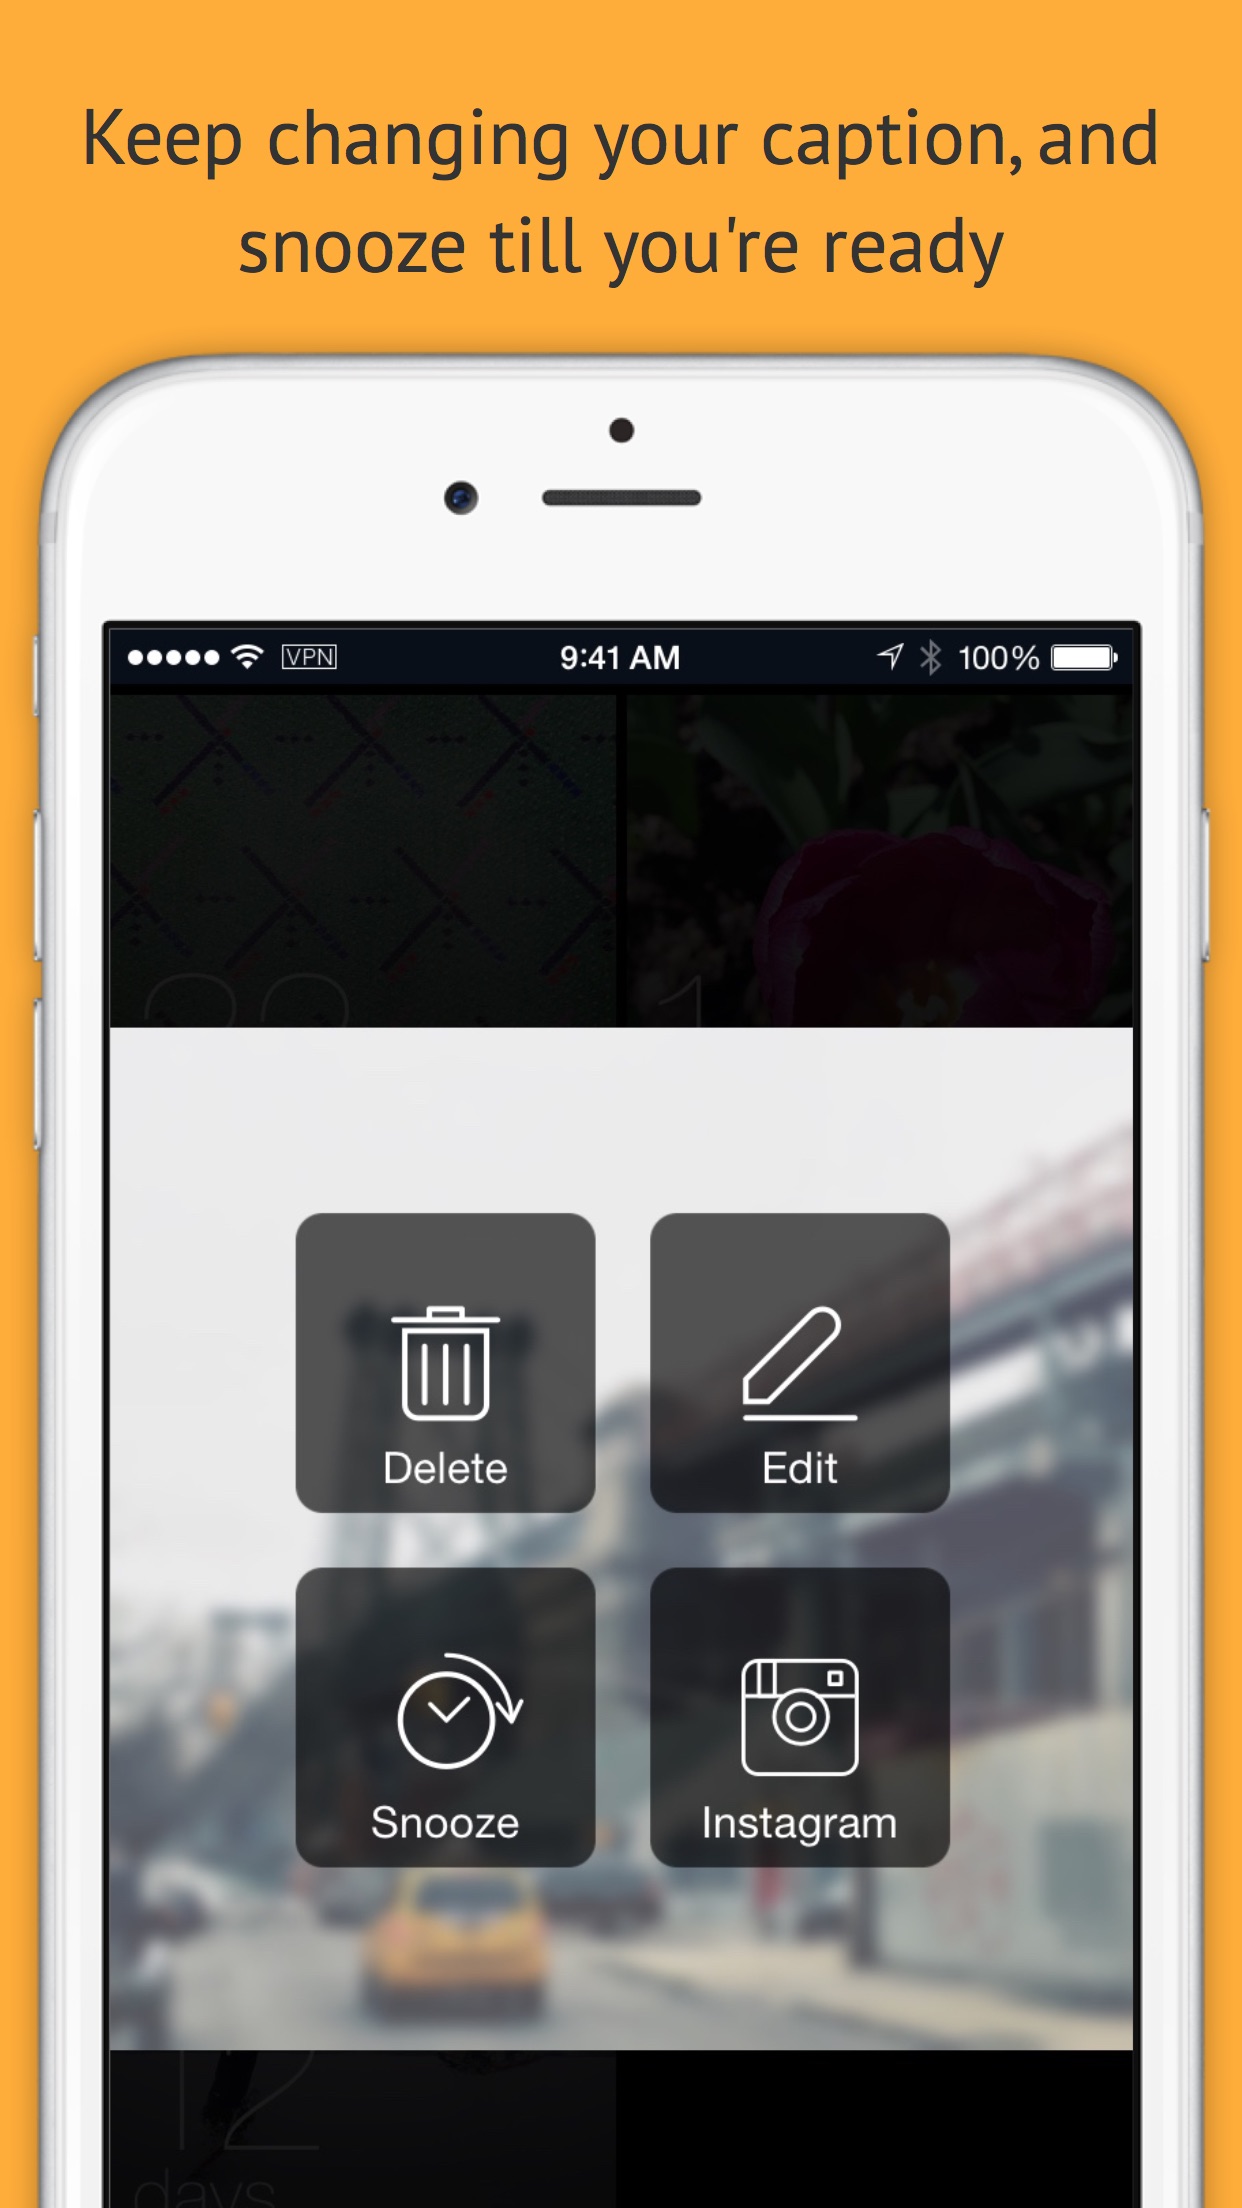 Keep changing your caption, and
snooze till you're ready
VPN 9:41 AM 100%
1
Delete
Edit
Snooze
Instagram
12
days